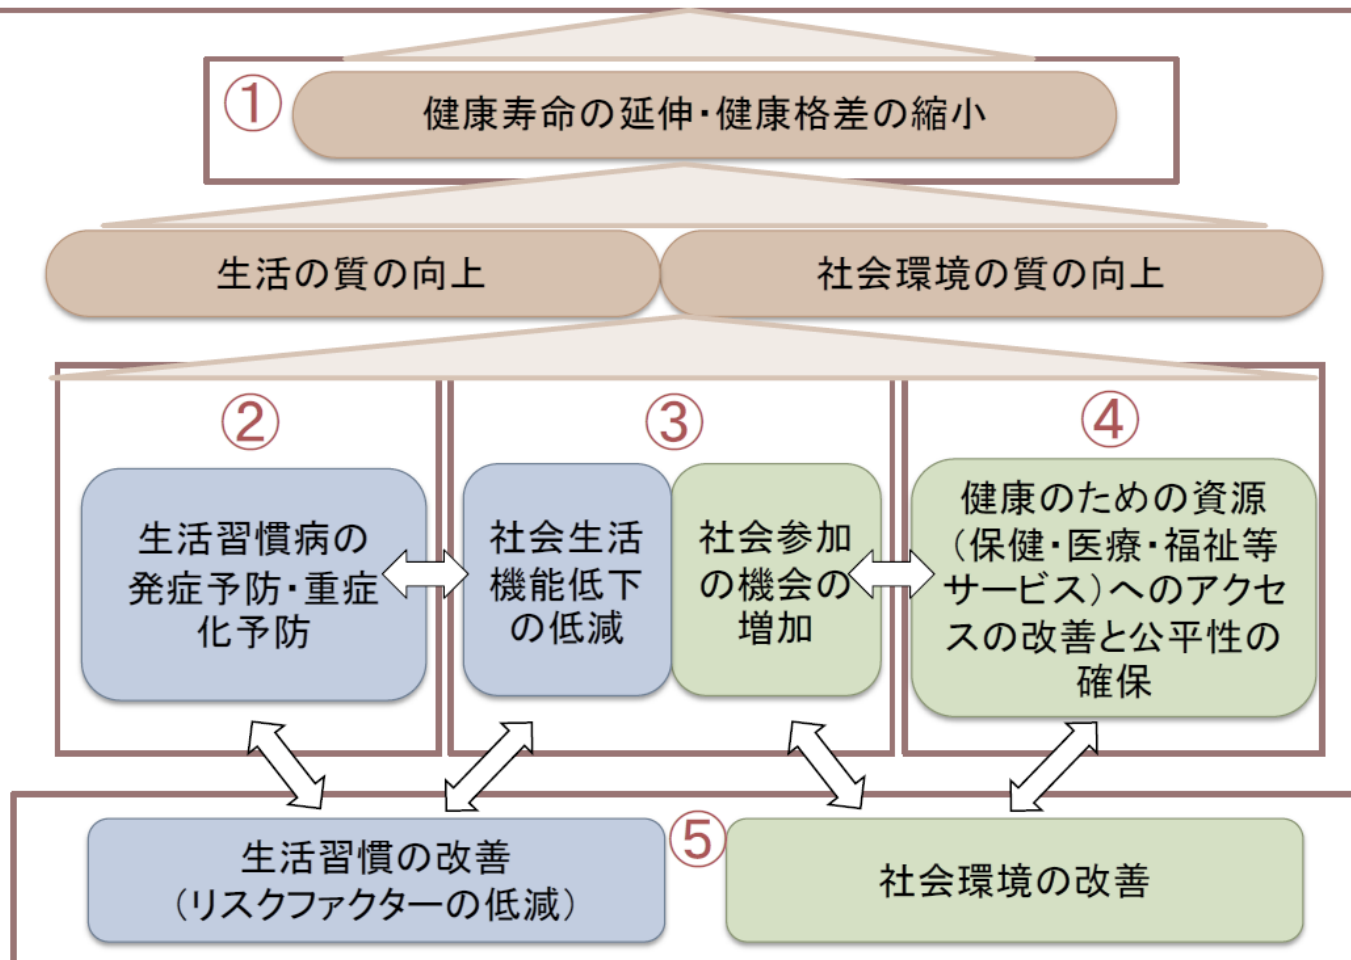 ①
健康寿命の延伸・健康格差の縮小
生活の質の向上
社会環境の質の向上
②
生活習慣病の
発症予防・重症
化予防
③
社会生活
機能低下
の低減
社会参加
の機会の
増加
④
健康のための資源
（保健・医療・福祉等
サービス）へのアクセ
スの改善と公平性の
確保
生活習慣の改善
（リスクファクターの低減）
⑤
社会環境の改善